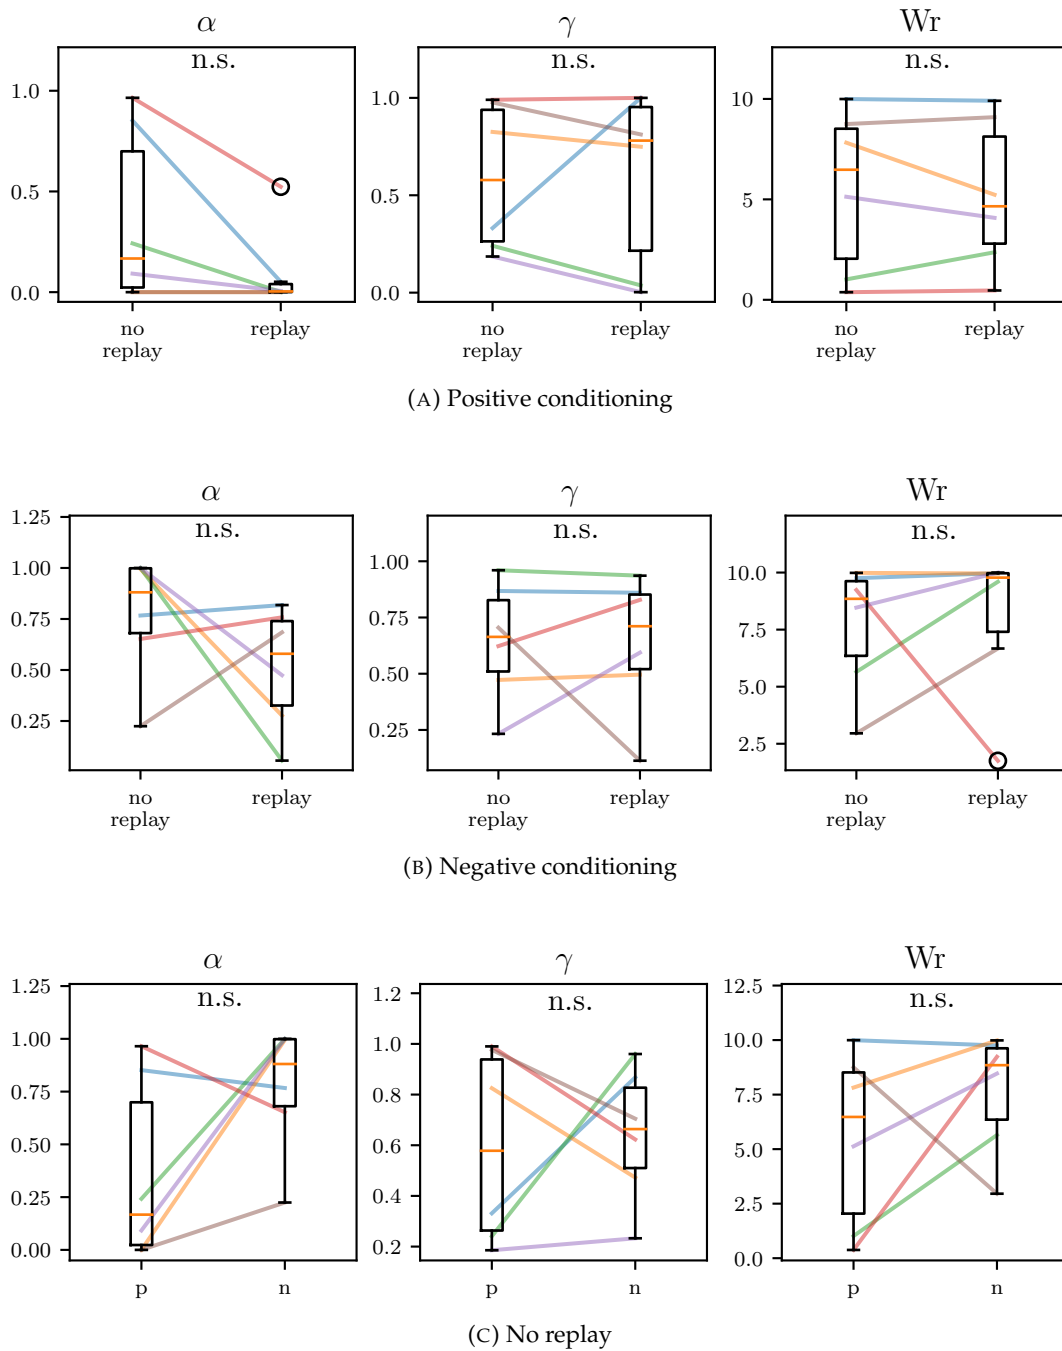 α γ Wr
n.s. n.s. n.s.
1.0 1.0 10
0.5 0.5 5
0.0 0.0 0
no replay no replay no replay
replay replay replay
(A) Positive conditioning
α γ Wr
1.25
n.s. n.s. n.s.
1.00 1.00 10.0
0.75 0.75 7.5
0.50 0.50 5.0
0.25 0.25 2.5
no replay no replay no replay
replay replay replay
(B) Negative conditioning
α γ Wr
1.25 1.2 12.5
n.s. n.s. n.s.
1.00 1.0 10.0
0.75 0.8 7.5
0.50 0.6 5.0
0.25 0.4 2.5
0.00 0.2 0.0
p n p n p n
(C) No replay